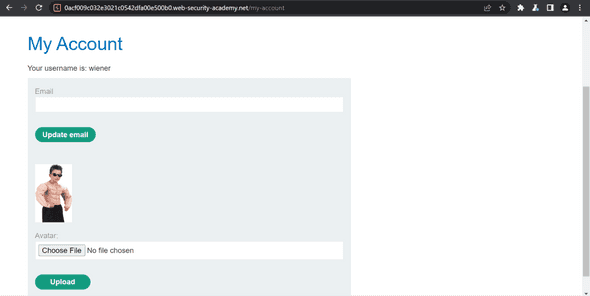 0acf009c032e3021c0542dfa00e500b0.web-security-academy.net/my-account
My Account
Your username is: wiener
Email
Update email
Avatar:
Choose File No file chosen
Upload